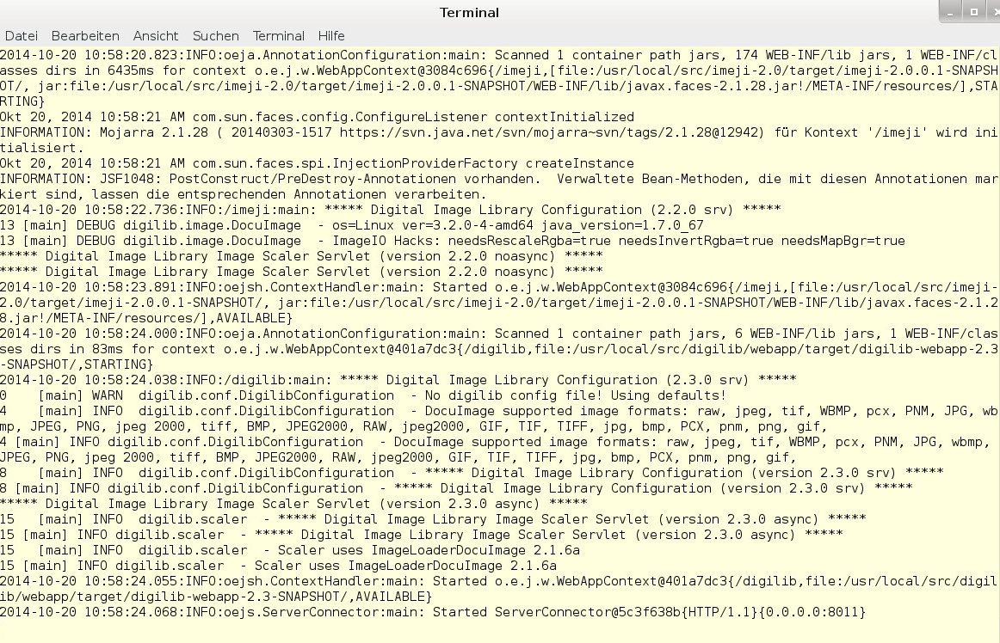 Terminal
Datei Bearbeiten Ansicht Suchen Terminal Hilfe
2014-10-20 10:58:20.823:INFO:oeja.AnnotationConfiguration:main: Scanned 1 container path jars, 174 WEB-INF/lib jars, 1 WEB-INF/cl
asses dirs in 6435ms for context o.e.j.w.WebAppContext@3084c696{/imeji,[file:/usr/local/src/imeji-2.0/target/imeji-2.0.0.1-SNAPSH
OT/, jar:file:/usr/local/src/imeji-2.0/target/imeji-2.0.0.1-SNAPSHOT/WEB-INF/lib/javax.faces-2.1.28.jar!/META-INF/resources/],STA
RTING}
Okt 20, 2014 10:58:21 AM com.sun.faces.config.ConfigureListener contextInitialized
INFORMATION: Mojarra 2.1.28 ( 20140303-1517 https://svn.java.net/svn/mojarra~svn/tags/2.1.28@12942) für Kontext '/imeji' wird ini
tialisiert.
Okt 20, 2014 10:58:21 AM com.sun.faces.spi.InjectionProviderFactory createInstance
INFORMATION: JSF1048: PostConstruct/PreDestroy-Annotationen vorhanden.  Verwaltete Bean-Methoden, die mit diesen Annotationen mar
kiert sind, lassen die entsprechenden Annotationen verarbeiten.
2014-10-20 10:58:22.736:INFO:/imeji:main: ***** Digital Image Library Configuration (2.2.0 srv) *****
13 [main] DEBUG digilib.image.DocuImage  - os=Linux ver=3.2.0-4-amd64 java_version=1.7.0_67
13 [main] DEBUG digilib.image.DocuImage  - ImageIO Hacks: needsRescaleRgba=true needsInvertRgba=true needsMapBgr=true
***** Digital Image Library Image Scaler Servlet (version 2.2.0 noasync) *****
***** Digital Image Library Image Scaler Servlet (version 2.2.0 noasync) *****
2014-10-20 10:58:23.891:INFO:oejsh.ContextHandler:main: Started o.e.j.w.WebAppContext@3084c696{/imeji,[file:/usr/local/src/imeji-
2.0/target/imeji-2.0.0.1-SNAPSHOT/, jar:file:/usr/local/src/imeji-2.0/target/imeji-2.0.0.1-SNAPSHOT/WEB-INF/lib/javax.faces-2.1.2
8.jar!/META-INF/resources/],AVAILABLE}
2014-10-20 10:58:24.000:INFO:oeja.AnnotationConfiguration:main: Scanned 1 container path jars, 6 WEB-INF/lib jars, 1 WEB-INF/clas
ses dirs in 83ms for context o.e.j.w.WebAppContext@401a7dc3{/digilib,file:/usr/local/src/digilib/webapp/target/digilib-webapp-2.3
-SNAPSHOT/,STARTING}
2014-10-20 10:58:24.038:INFO:/digilib:main: ***** Digital Image Library Configuration (2.3.0 srv) *****
0    [main] WARN  digilib.conf.DigilibConfiguration  - No digilib config file! Using defaults!
4    [main] INFO  digilib.conf.DigilibConfiguration  - DocuImage supported image formats: raw, jpeg, tif, WBMP, pcx, PNM, JPG, wb
mp, JPEG, PNG, jpeg 2000, tiff, BMP, JPEG2000, RAW, jpeg2000, GIF, TIF, TIFF, jpg, bmp, PCX, pnm, png, gif,
4 [main] INFO digilib.conf.DigilibConfiguration  - DocuImage supported image formats: raw, jpeg, tif, WBMP, pcx, PNM, JPG, wbmp,
JPEG, PNG, jpeg 2000, tiff, BMP, JPEG2000, RAW, jpeg2000, GIF, TIF, TIFF, jpg, bmp, PCX, pnm, png, gif,
8    [main] INFO  digilib.conf.DigilibConfiguration  - ***** Digital Image Library Configuration (version 2.3.0 srv) *****
8 [main] INFO digilib.conf.DigilibConfiguration  - ***** Digital Image Library Configuration (version 2.3.0 srv) *****
***** Digital Image Library Image Scaler Servlet (version 2.3.0 async) *****
15   [main] INFO  digilib.scaler  - ***** Digital Image Library Image Scaler Servlet (version 2.3.0 async) *****
15 [main] INFO digilib.scaler  - ***** Digital Image Library Image Scaler Servlet (version 2.3.0 async) *****
15   [main] INFO  digilib.scaler  - Scaler uses ImageLoaderDocuImage 2.1.6a
15 [main] INFO digilib.scaler  - Scaler uses ImageLoaderDocuImage 2.1.6a
2014-10-20 10:58:24.055:INFO:oejsh.ContextHandler:main: Started o.e.j.w.WebAppContext@401a7dc3{/digilib,file:/usr/local/src/digil
ib/webapp/target/digilib-webapp-2.3-SNAPSHOT/,AVAILABLE}
2014-10-20 10:58:24.068:INFO:oejs.ServerConnector:main: Started ServerConnector@5c3f638b{HTTP/1.1}{0.0.0.0:8011}